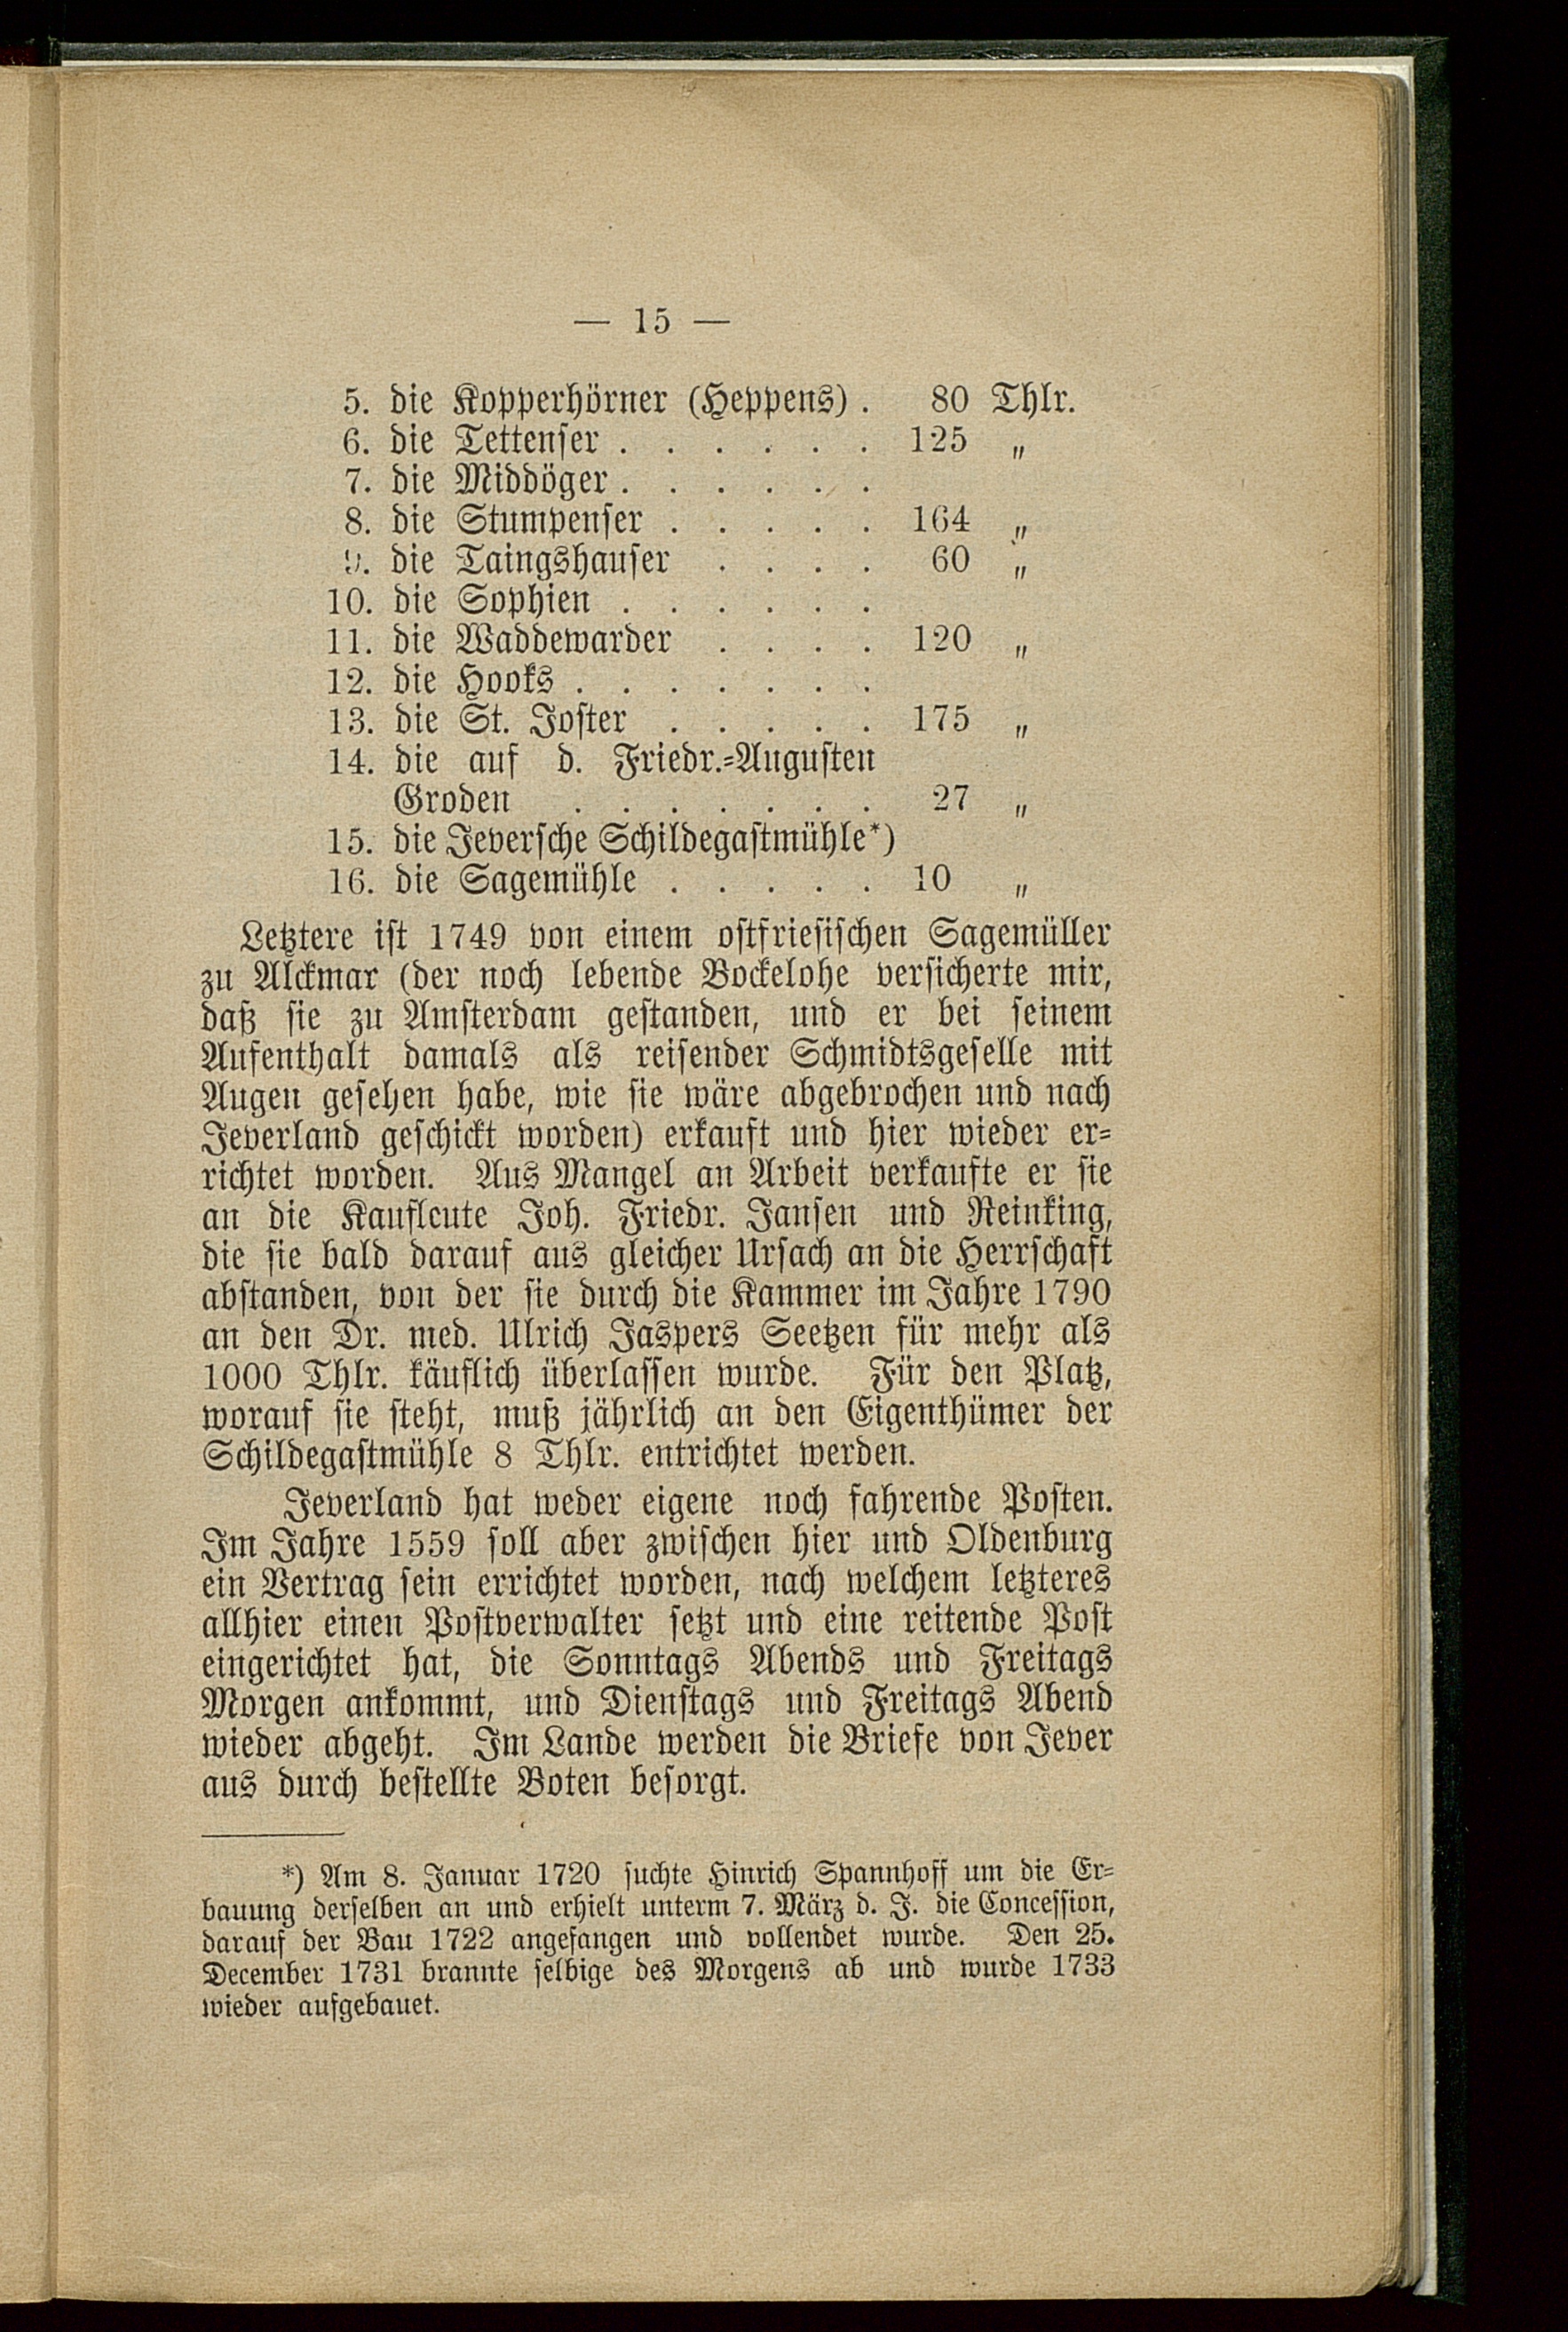 — 15 —
5. die Kopperhörner (Heppens) . 80 Thlr.
6. die Tettenser . . . . . . 125 „
7. die Middöger . . . . . .
8. die Stumpenser . . . . . 164 „
9. die Taingshauser . . . . 60 „
10. die Sophien . . . . . .
11. die Waddewarder . . . . 120 „
12. die Hooks . . . . . . .
13. die St. Joster . . . . . 175 „
14. die auf d. Friedr.=Augusten
Groden . . . . . . . 27 „
15. die Jeversche Schildegastmühle*)
16. die Sagemühle . . . . . 10 „
Letztere ist 1749 von einem ostfriesischen Sagemüller
zu Alckmar (der noch lebende Bockelohe versicherte mir,
daß sie zu Amsterdam gestanden, und er bei seinem
Aufenthalt damals als reisender Schmidtsgeselle mit
Augen gesehen habe, wie sie wäre abgebrochen und nach
Jeverland geschickt worden) erkauft und hier wieder er=
richtet worden. Aus Mangel an Arbeit verkaufte er sie
an die Kaufleute Joh. Friedr. Jansen und Reinking,
die sie bald darauf aus gleicher Ursach an die Herrschaft
abstanden, von der sie durch die Kammer im Jahre 1790
an den Dr. med. Ulrich Jaspers Seetzen für mehr als
1000 Thlr. käuflich überlassen wurde. Für den Platz,
worauf sie steht, muß jährlich an den Eigenthümer der
Schildegastmühle 8 Thlr. entrichtet werden.
Jeverland hat weder eigene noch fahrende Posten.
Im Jahre 1559 soll aber zwischen hier und Oldenburg
ein Vertrag sein errichtet worden, nach welchem letzteres
allhier einen Postverwalter setzt und eine reitende Post
eingerichtet hat, die Sonntags Abends und Freitags
Morgen ankommt, und Dienstags und Freitags Abend
wieder abgeht. Im Lande werden die Briefe von Jever
aus durch bestellte Boten besorgt.
*) Am 8. Januar 1720 suchte Hinrich Spannhoff um die Er=
bauung derselben an und erhielt unterm 7. März d. J. die Concession,
darauf der Bau 1722 angefangen und vollendet wurde. Den 25.
December 1731 brannte selbige des Morgens ab und wurde 1733
wieder aufgebauet.